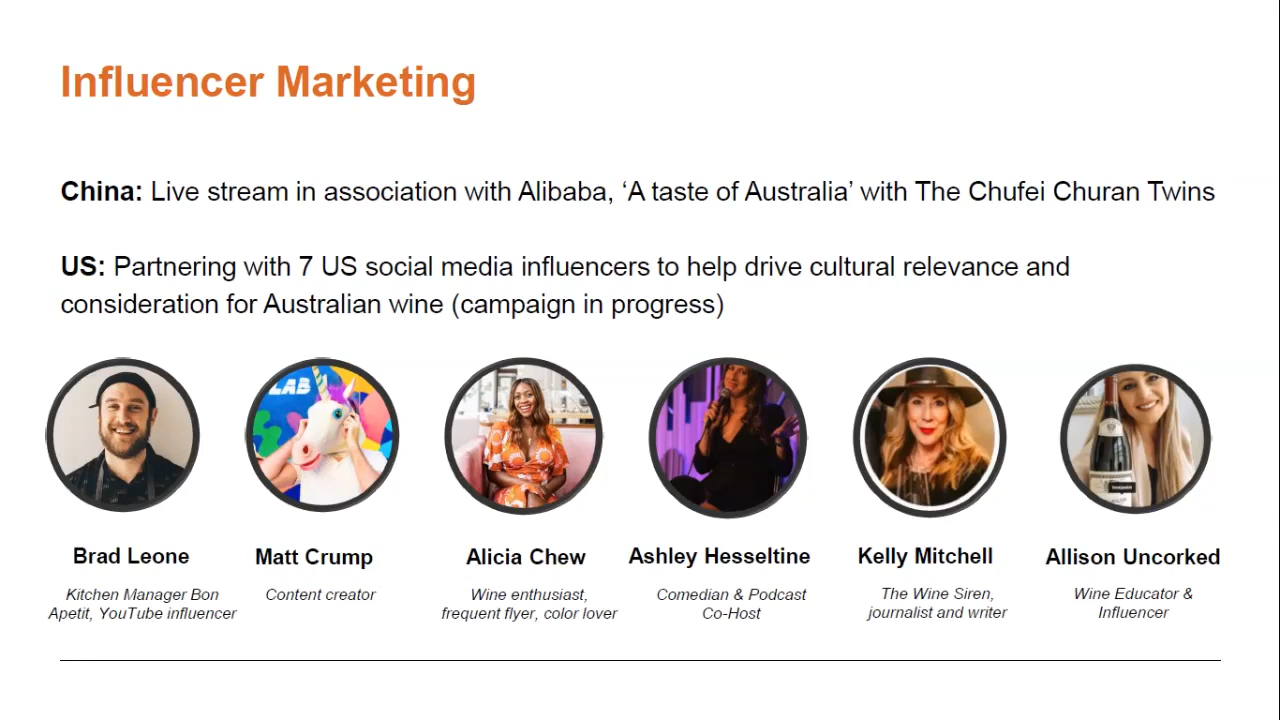 Influencer Marketing
China: Live stream in association with Alibaba, ‘A taste of Australia’ with The Chufei Churan Twins
US: Partnering with 7 US social media influencers to help drive cultural relevance and
consideration for Australian wine (campaign in progress)
LAB
Brad Leone
Kitchen Manager Bon
Apetit, YouTube influencer
Matt Crump
Content creator
Alicia Chew
Wine enthusiast,
frequent flyer, color lover
Ashley Hesseltine
Comedian & Podcast
Co-Host
Kelly Mitchell
The Wine Siren,
journalist and writer
Allison Uncorked
Wine Educator &
Influencer